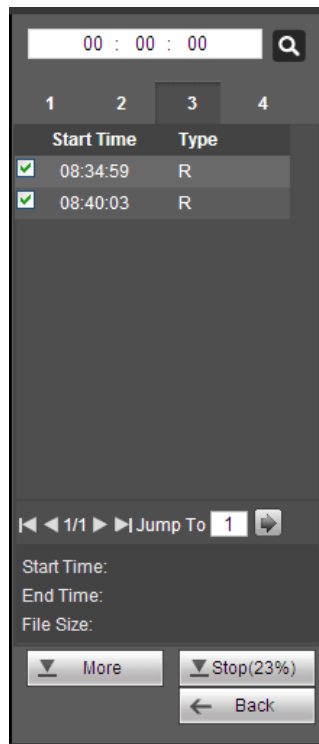 00 : 00 : 00
1 2 3 4
Start Time Type
08:34:59 R
08:40:03 R
1/1 Jump To 1
Start Time:
End Time:
File Size:
More Stop(23%)
Back